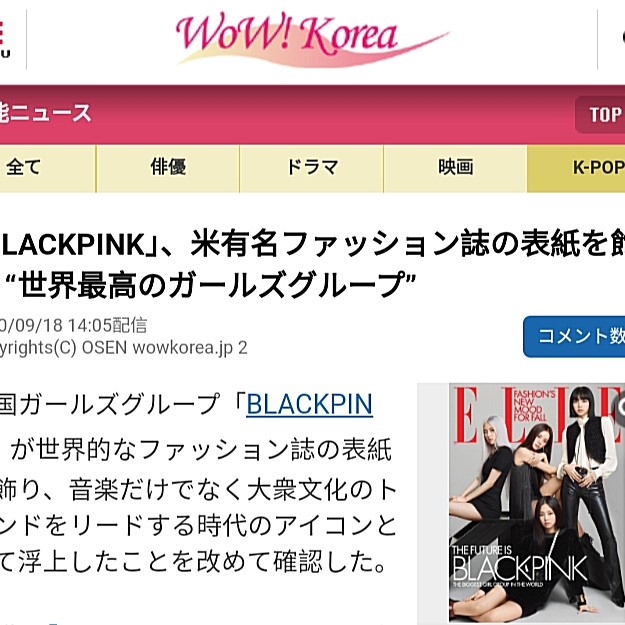 U
WoW! Korea
能ニュース
TOP
全て
俳優
ドラマ
映画
K-POP
LACKPINK」、米有名ファッション誌の表紙を飾
“世界最高のガールズグループ”
0/09/18 14:05配信
yrights(C) OSEN wowkorea.jp 2
コメント数
国ガールズグループ「BLACKPIN
」が世界的なファッション誌の表紙
飾り、音楽だけでなく大衆文化のト
ンドをリードする時代のアイコンと
て浮上したことを改めて確認した。
ELLE
FASHION'S
NEW
MOOD
FOR FALL
THE FUTURE IS
BLACKPINK
THE BIGGEST GIRL GROUP IN THE WORLD